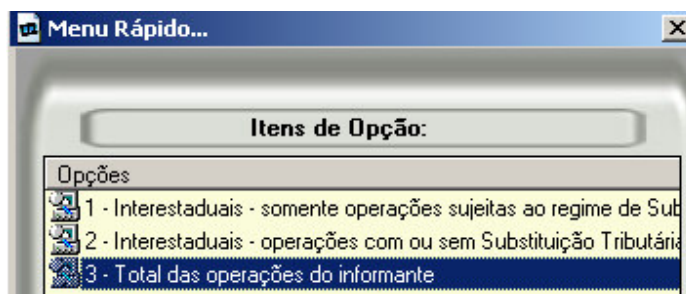 Menu Rápido...
Itens de Opção:
Opções
1 - Interestaduais - somente operações sujeitas ao regime de Sub
2 - Interestaduais - operações com ou sem Substituição Tributária
3 - Total das operações do informante